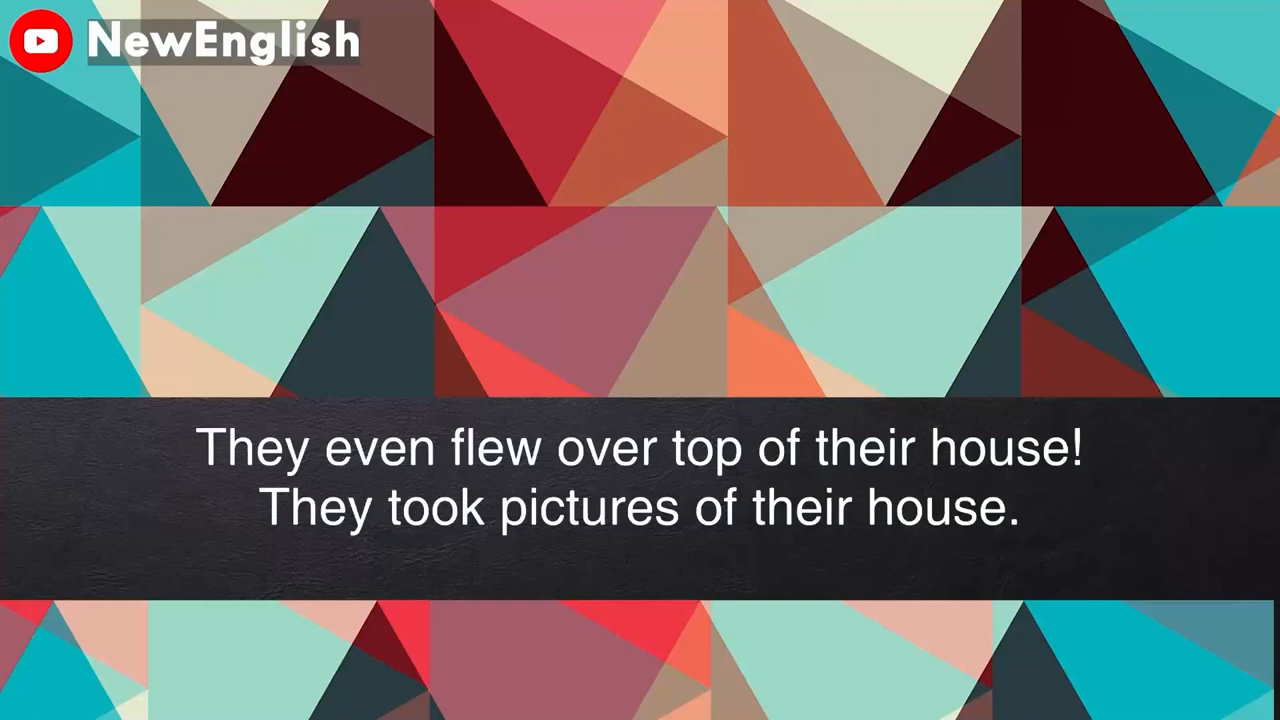 NewEnglish
They even flew over top of their house!
They took pictures of their house.